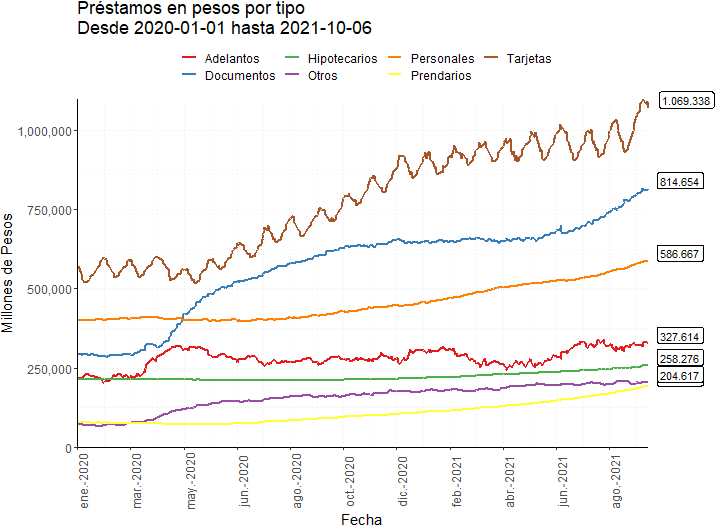 Préstamos en pesos por tipo
Desde 2020-01-01 hasta 2021-10-06
Adelantos Hipotecarios Personales Tarjetas
Documentos Otros Prendarios
Millones de Pesos
1,000,000
750,000
500,000
250,000
0
1.069.338
814.654
586.667
327.614
258.276
204.617
ene.-2020
mar.-2020
may.-2020
jun.-2020
ago.-2020
oct.-2020
dic.-2020
feb.-2021
abr.-2021
jun.-2021
ago.-2021
Fecha